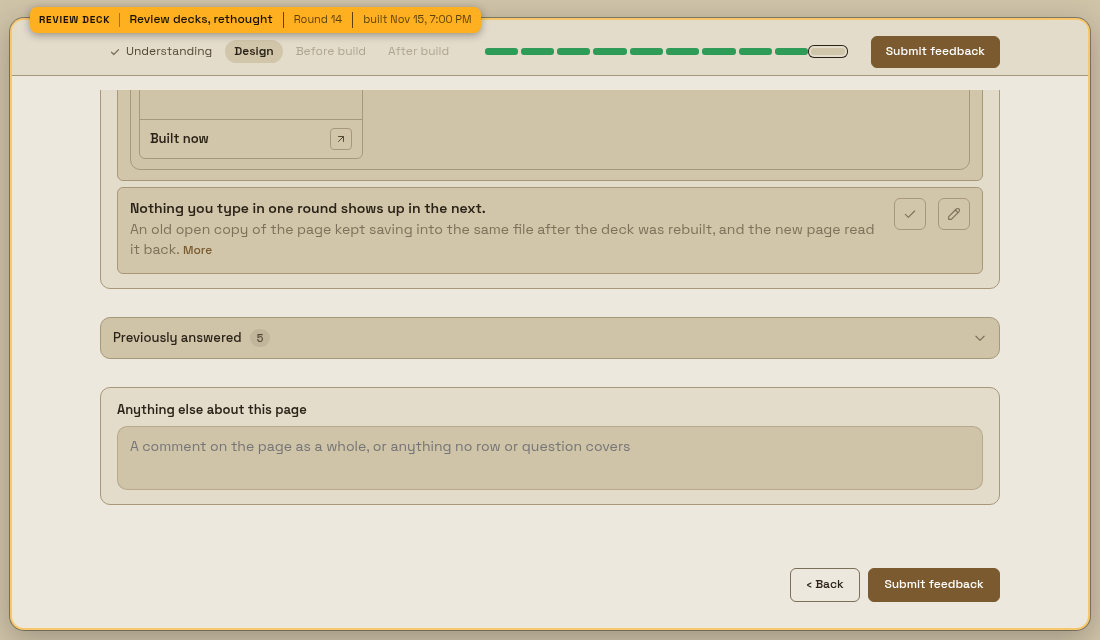 REVIEW DECK Review decks, rethought Round 14 built Nov 15, 7:00 PM
Understanding Design Before build After build Submit feedback
Built now
Nothing you type in one round shows up in the next.
An old open copy of the page kept saving into the same file after the deck was rebuilt, and the new page read
it back. More
Previously answered 5
Anything else about this page
A comment on the page as a whole, or anything no row or question covers
‹ Back Submit feedback